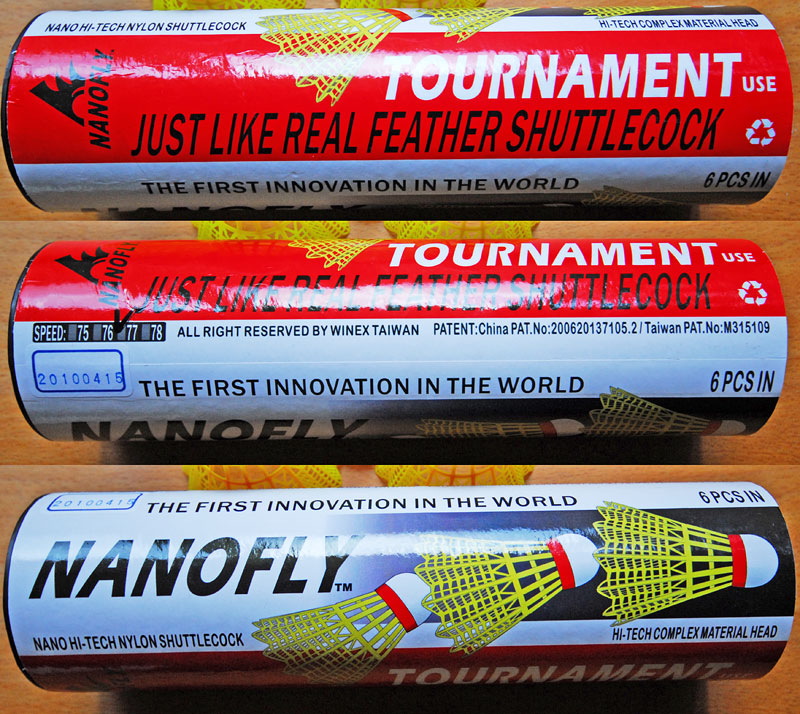 NANO HI-TECH NYLON SHUTTLECOCK
HI-TECH COMPLEX MATERIAL HEAD
NANOFLY
TOURNAMENT USE
JUST LIKE REAL FEATHER SHUTTLECOCK
THE FIRST INNOVATION IN THE WORLD
6 PCS IN
NANOFLY
NANOFLY
TOURNAMENT USE
JUST LIKE REAL FEATHER SHUTTLECOCK
SPEED: 75 76 77 78
ALL RIGHT RESERVED BY WINEX TAIWAN
PATENT:China PAT.No:200620137105.2 / Taiwan PAT.No:M315109
20100415
THE FIRST INNOVATION IN THE WORLD
6 PCS IN
NANOFLY
20100415
THE FIRST INNOVATION IN THE WORLD
6 PCS IN
NANOFLY™
NANO HI-TECH NYLON SHUTTLECOCK
HI-TECH COMPLEX MATERIAL HEAD
TOURNAMENT